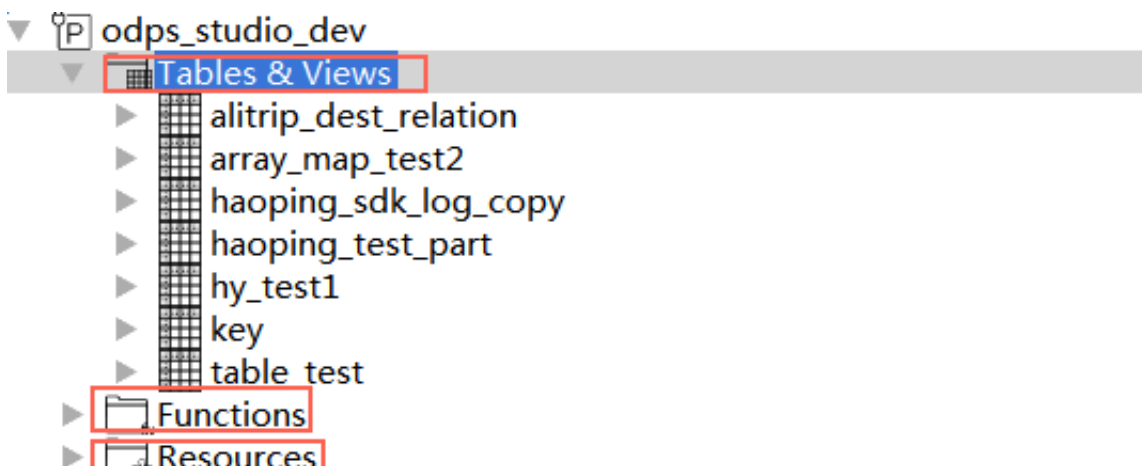 odps_studio_dev
Tables & Views
alitrip_dest_relation
array_map_test2
haoping_sdk_log_copy
haoping_test_part
hy_test1
key
table_test
Functions
Resources